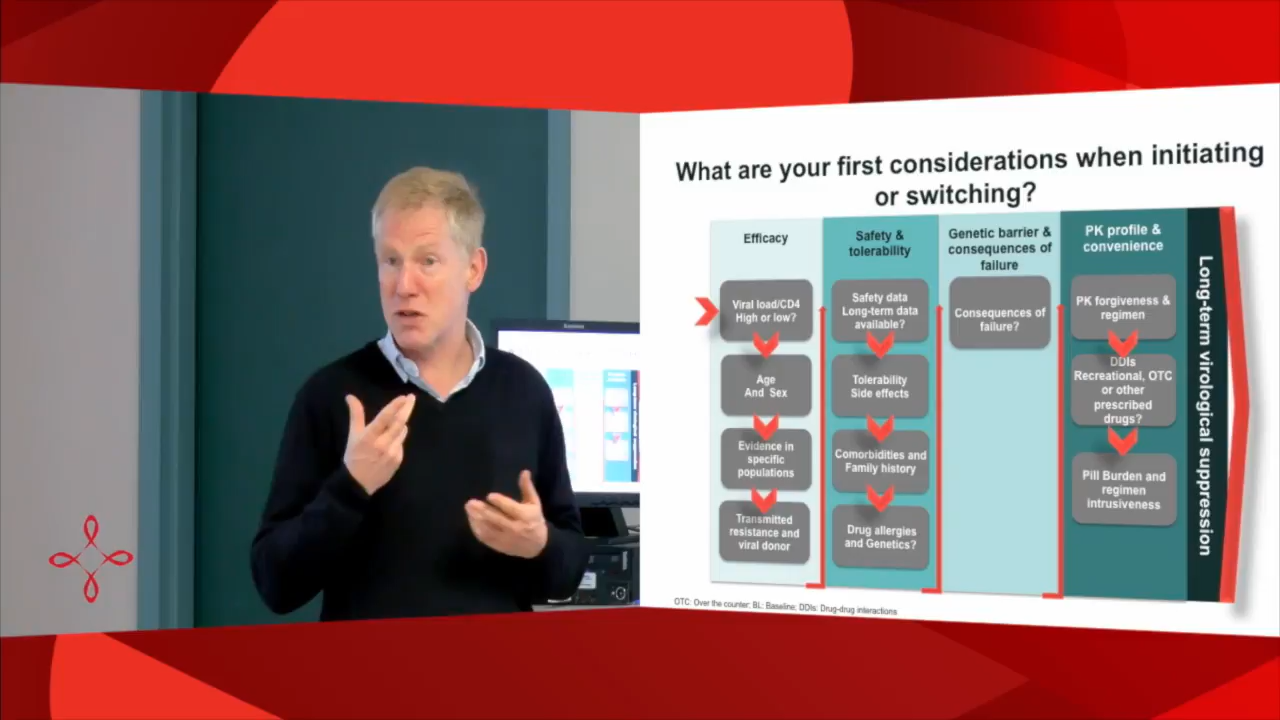 What are your first considerations when initiating
or switching?
Efficacy
Viral load/CD4
High or low?
Age
And Sex
Evidence in
specific
populations
Transmitted
resistance and
viral donor
Safety &
tolerability
Safety data
Long-term data
available?
Tolerability
Side effects
Comorbidities and
Family history
Drug allergies
and Genetics?
Genetic barrier &
consequences of
failure
Consequences of
failure?
PK profile &
convenience
PK forgiveness &
regimen
DDIs
Recreational, OTC
or other
prescribed
drugs?
Pill Burden and
regimen
intrusiveness
Long-term virological suppression
OTC: Over the counter; BL: Baseline; DDIs: Drug-drug interactions